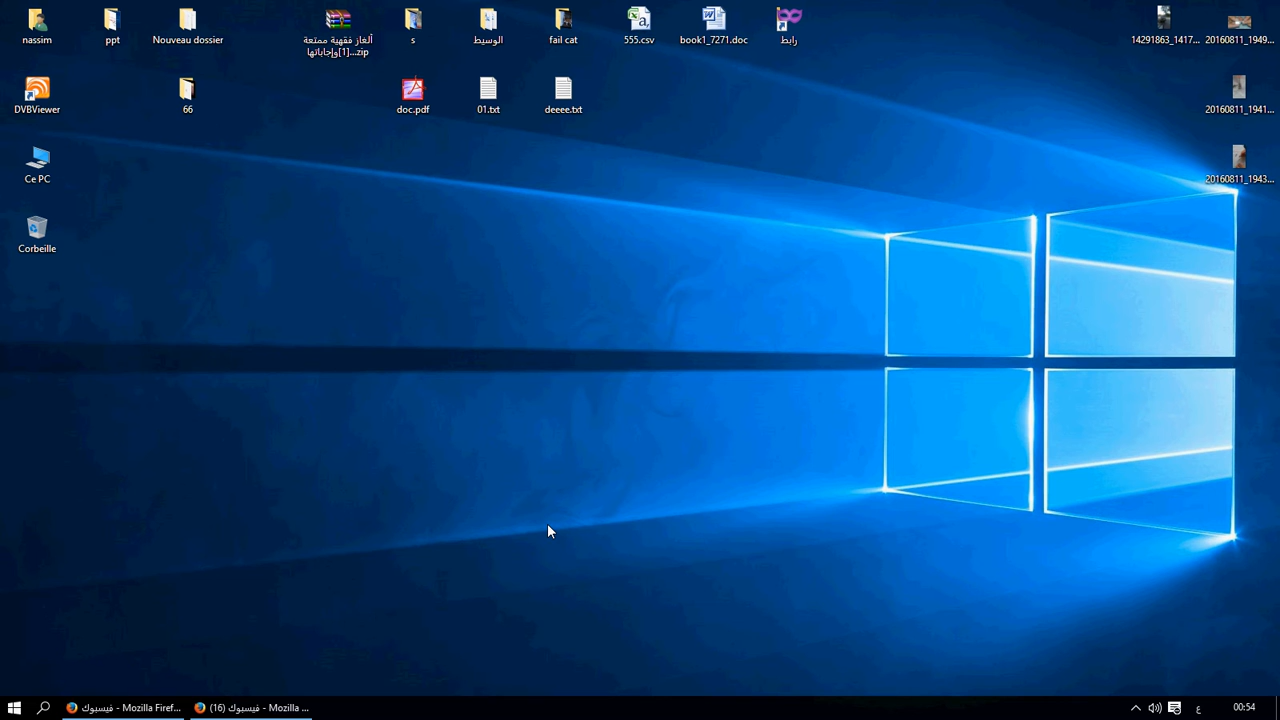 nassim
ppt
Nouveau dossier
ألغاز فقهية ممتعة
وإجاباتها[1]...zip
s
الوسيط
fail cat
555.csv
book1_7271.doc
رابط
14291863_1417...
20160811_1949...
DVBViewer
66
doc.pdf
01.txt
deeee.txt
20160811_1941...
Ce PC
20160811_1943...
Corbeille
فيسبوك - Mozilla Firef...
(16) فيسبوك - Mozilla ...
ع
00:54